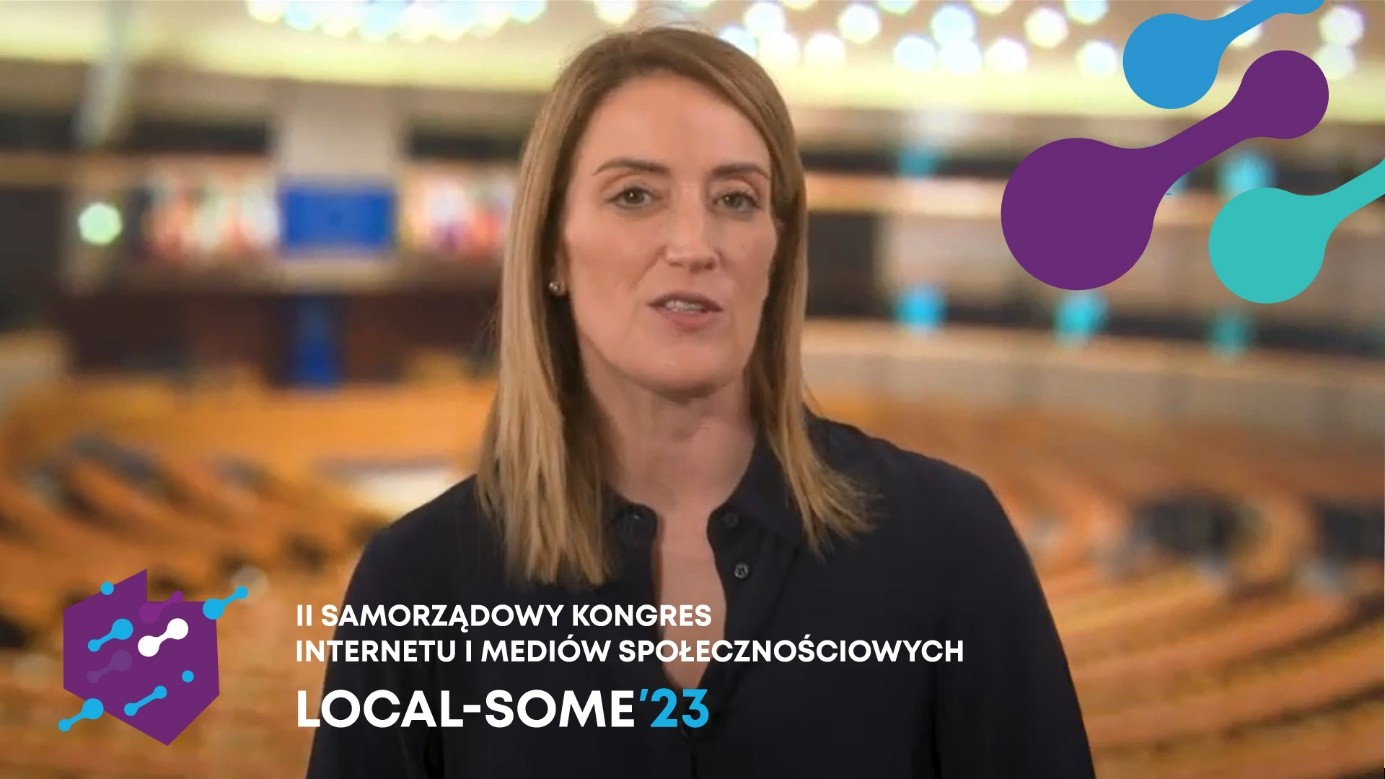 II SAMORZĄDOWY KONGRES
INTERNETU I MEDIÓW SPOŁECZNOŚCIOWYCH
LOCAL-SOME'23